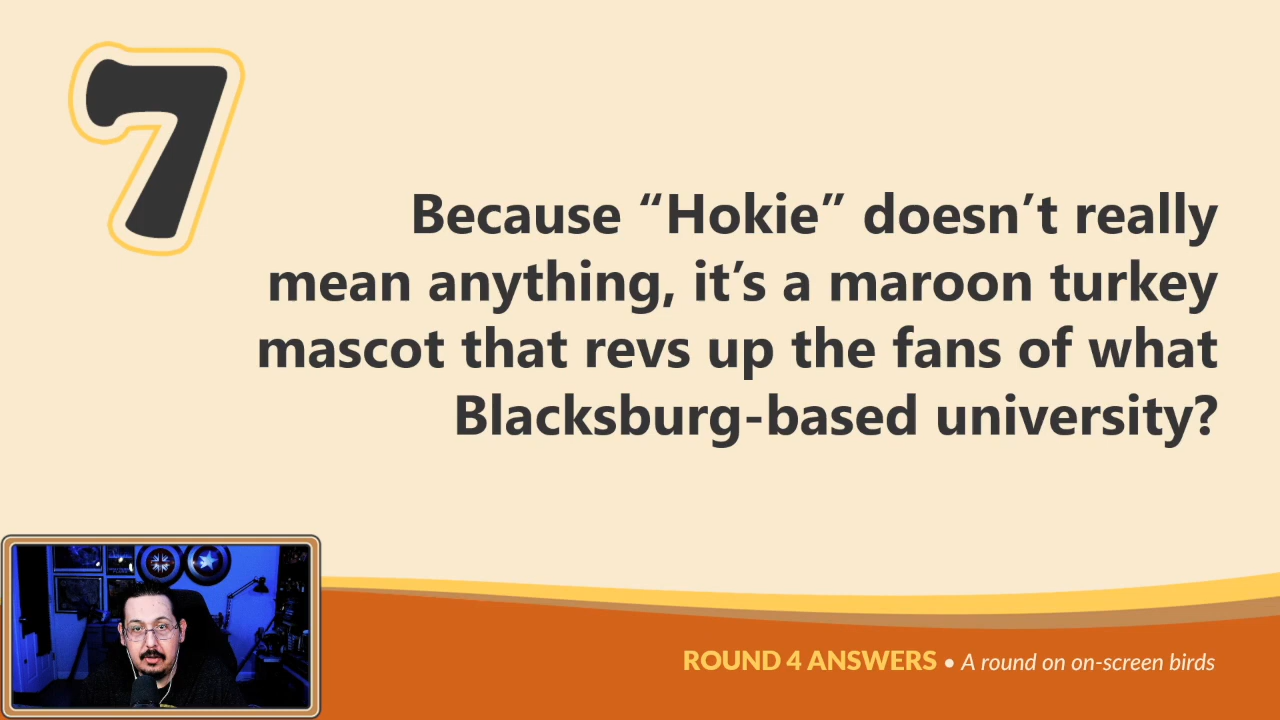 7
Because “Hokie” doesn’t really
mean anything, it’s a maroon turkey
mascot that revs up the fans of what
Blacksburg-based university?
ROUND 4 ANSWERS • A round on on-screen birds